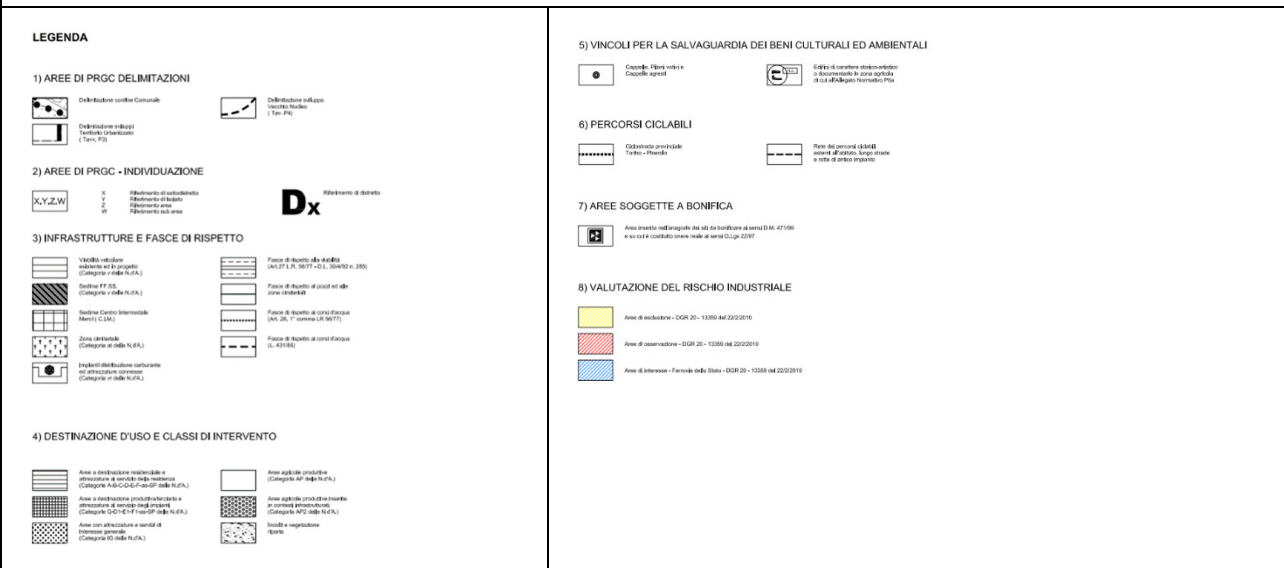 LEGENDA
1) AREE DI PRGC DELIMITAZIONI
Delimitazione confine Comunale
Delimitazione sviluppo
Vecchio Nucleo
( Tav. P4)
Delimitazione sviluppi
Territorio Urbanizzato
( Tavv. P3)
2) AREE DI PRGC - INDIVIDUAZIONE
X,Y,Z,W
X Riferimento di sottodistretto
Y Riferimento di
Z Riferimento area
W Riferimento sub area
Dx
Riferimento di distretto
3) INFRASTRUTTURE E FASCE DI RISPETTO
Viabilità veicolare
esistente ed in progetto
(Categoria v delle N.d'A.)
Fasce di rispetto alla viabilità
(Art.27 L.R. 56/77 - D.L. 30/4/92 n. 285)
Sedime FF.SS.
(Categoria v delle N.d'A.)
Fasce di rispetto ai pozzi ed alle
zone cimiteriali
Sedime Centro Intermodale
Merci ( C.I.M.)
Fasce di rispetto ai corsi d'acqua
(Art. 29, 1° comma LR 56/77)
Zona cimiteriale
(Categoria at delle N.d'A.)
Fasce di rispetto ai corsi d'acqua
(L. 431/85)
Impianti distribuzione carburante
ed attrezzature connesse
(Categoria vt delle N.d'A.)
4) DESTINAZIONE D'USO E CLASSI DI INTERVENTO
Aree a destinazione residenziale e
attrezzature al servizio della residenza
(Categorie A-B-C-D-E-F-as-SP delle N.d'A.)
Aree agricole produttive
(Categoria AP delle N.d'A.)
Aree a destinazione produttiva/terziaria e
attrezzature al servizio degli impianti
(Categorie G-D1-E1-F1-as-SP delle N.d'A.)
Aree agricole produttive inserite
in contesti infrastrutturati.
(Categoria AP2 delle N.d'A.)
Aree con attrezzature e servizi di
interesse generale
(Categoria IG delle N.d'A.)
Incolti e vegetazione
riparia
5) VINCOLI PER LA SALVAGUARDIA DEI BENI CULTURALI ED AMBIENTALI
Cappelle, Piloni votivi e
Cappelle agresti
Edifici di carattere storico-artistico
o documentario in zona agricola
di cui all'Allegato Normativo P5a
6) PERCORSI CICLABILI
Ciclostrada provinciale
Torino - Pinerolo
Rete dei percorsi ciclabili
esterni all'abitato, lungo strade
e rotte di antico impianto
7) AREE SOGGETTE A BONIFICA
Area inserita nell'anagrafe dei siti da bonificare ai sensi D.M. 471/99
e su cui è costituito onere reale ai sensi D.Lgs 22/97
8) VALUTAZIONE DEL RISCHIO INDUSTRIALE
Aree di esclusione - DGR 20 - 13359 del 22/2/2010
Aree di osservazione - DGR 20 - 13359 del 22/2/2010
Aree di interesse - Ferrovie dello Stato - DGR 20 - 13359 del 22/2/2010